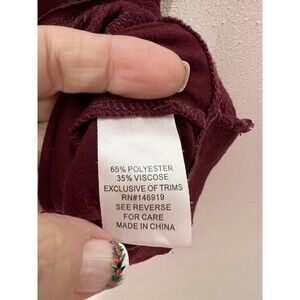 65% POLYESTER
35% VISCOSE
EXCLUSIVE OF TRIMS
RN#146919
SEE REVERSE
FOR CARE
MADE IN CHINA